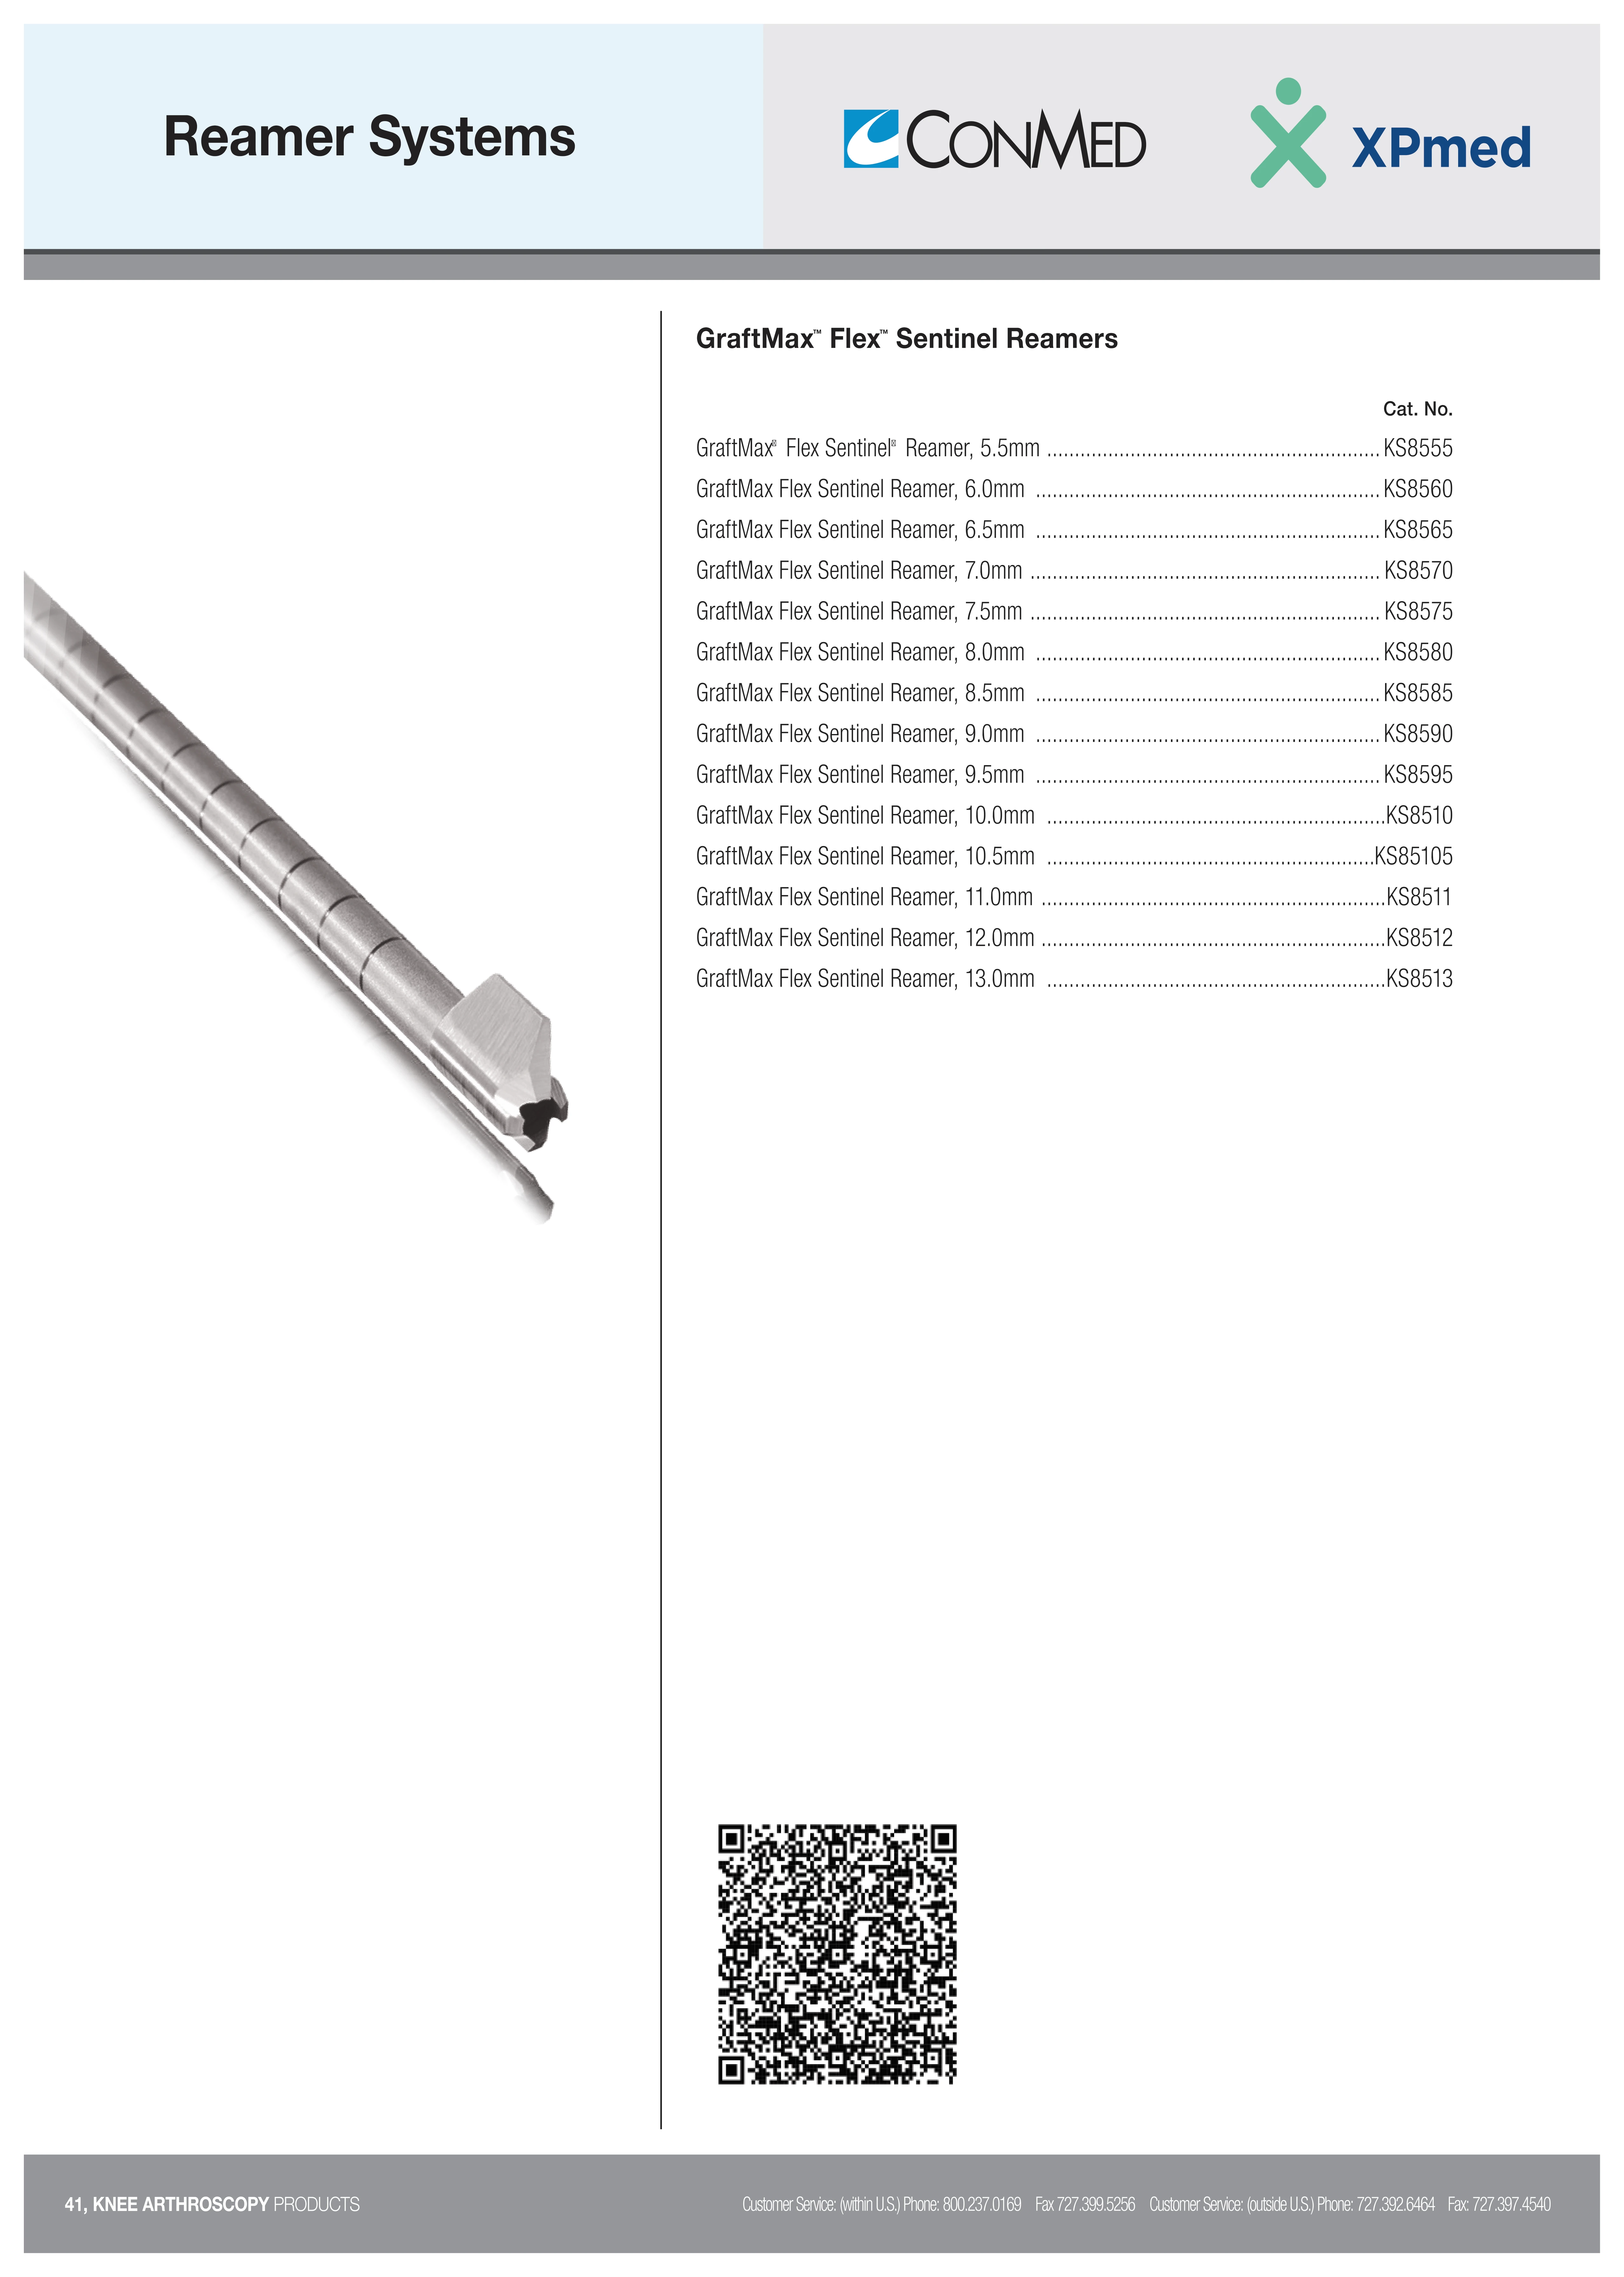 Reamer Systems
CONMED
XPmed
GraftMax™ Flex™ Sentinel Reamers
Cat. No.
GraftMax® Flex Sentinel® Reamer, 5.5mm ............................................................ KS8555
GraftMax Flex Sentinel Reamer, 6.0mm .............................................................. KS8560
GraftMax Flex Sentinel Reamer, 6.5mm .............................................................. KS8565
GraftMax Flex Sentinel Reamer, 7.0mm ............................................................... KS8570
GraftMax Flex Sentinel Reamer, 7.5mm ............................................................... KS8575
GraftMax Flex Sentinel Reamer, 8.0mm .............................................................. KS8580
GraftMax Flex Sentinel Reamer, 8.5mm .............................................................. KS8585
GraftMax Flex Sentinel Reamer, 9.0mm .............................................................. KS8590
GraftMax Flex Sentinel Reamer, 9.5mm .............................................................. KS8595
GraftMax Flex Sentinel Reamer, 10.0mm .............................................................KS8510
GraftMax Flex Sentinel Reamer, 10.5mm ...........................................................KS85105
GraftMax Flex Sentinel Reamer, 11.0mm ..............................................................KS8511
GraftMax Flex Sentinel Reamer, 12.0mm ..............................................................KS8512
GraftMax Flex Sentinel Reamer, 13.0mm .............................................................KS8513
41, KNEE ARTHROSCOPY PRODUCTS
Customer Service: (within U.S.) Phone: 800.237.0169 Fax 727.399.5256 Customer Service: (outside U.S.) Phone: 727.392.6464 Fax: 727.397.4540